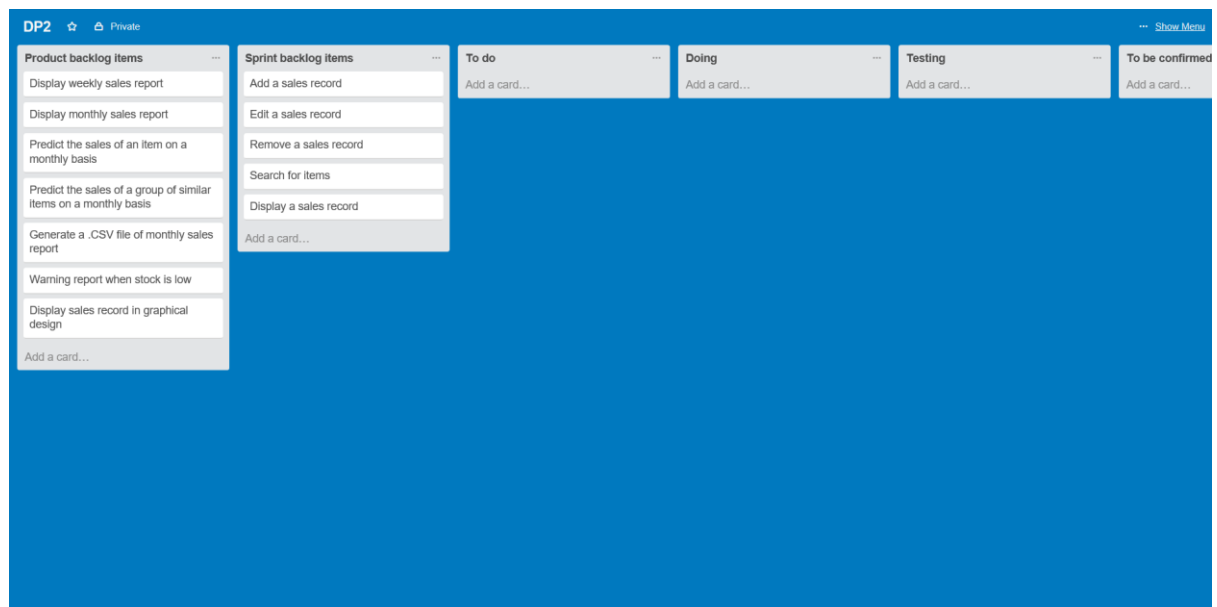 DP2 Private
··· Show Menu
Product backlog items ···
Display weekly sales report
Display monthly sales report
Predict the sales of an item on a
monthly basis
Predict the sales of a group of similar
items on a monthly basis
Generate a .CSV file of monthly sales
report
Warning report when stock is low
Display sales record in graphical
design
Add a card…
Sprint backlog items ···
Add a sales record
Edit a sales record
Remove a sales record
Search for items
Display a sales record
Add a card…
To do ···
Add a card…
Doing ···
Add a card…
Testing ···
Add a card…
To be confirmed
Add a card…